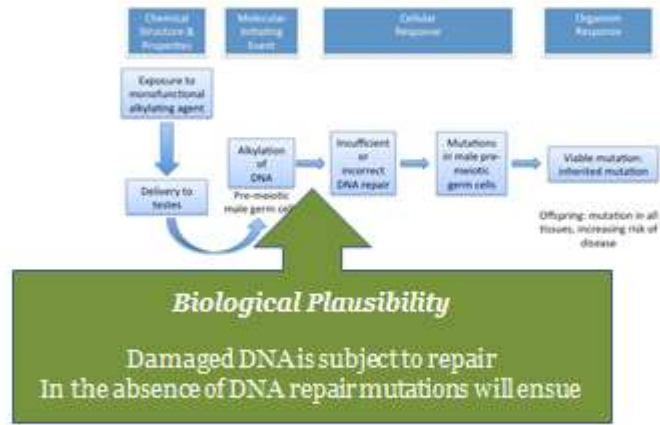 Chemical
Structure &
Properties
Molecular
Initiating
Event
Cellular
Response
Organism
Response
Exposure to
monofunctional
alkylating agent
Delivery to
testes
Alkylation
of
DNA
Pre-meiotic
male germ cell
Insufficient
or
incorrect
DNA repair
Mutations
in male pre-
meiotic
germ cells
Viable mutation:
inherited mutation
Offspring: mutation in all
tissues, increasing risk of
disease
Biological Plausibility
Damaged DNA is subject to repair
In the absence of DNA repair mutations will ensue